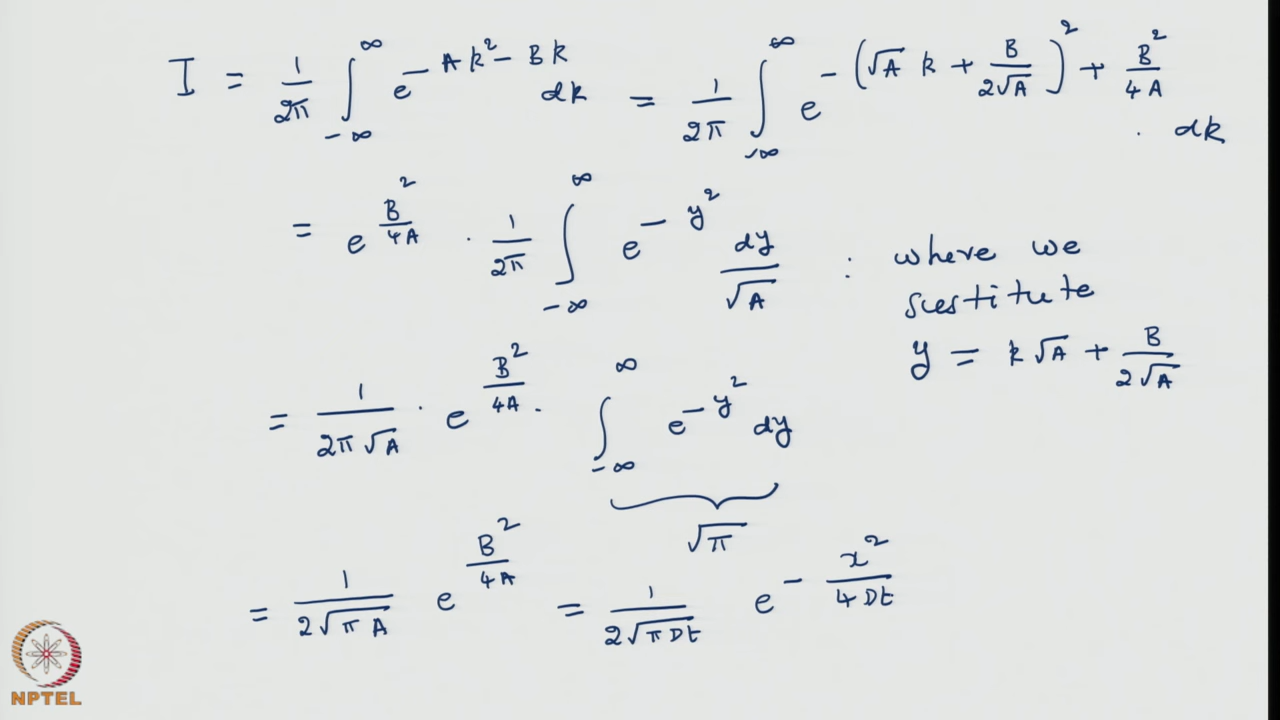 I = 1/2π ∫_{-∞}^{∞} e^{-Ak² - Bk} dk = 1/2π ∫_{-∞}^{∞} e^{-(√A k + B/2√A)² + B²/4A} . dk
= e^{B²/4A} . 1/2π ∫_{-∞}^{∞} e^{-y²} dy/√A : where we
sustitute
y = k√A + B/2√A
= 1/2π√A . e^{B²/4A} . ∫_{-∞}^{∞} e^{-y²} dy
√π
= 1/2√πA e^{B²/4A} = 1/2√πDt e^{-x²/4Dt}
NPTEL